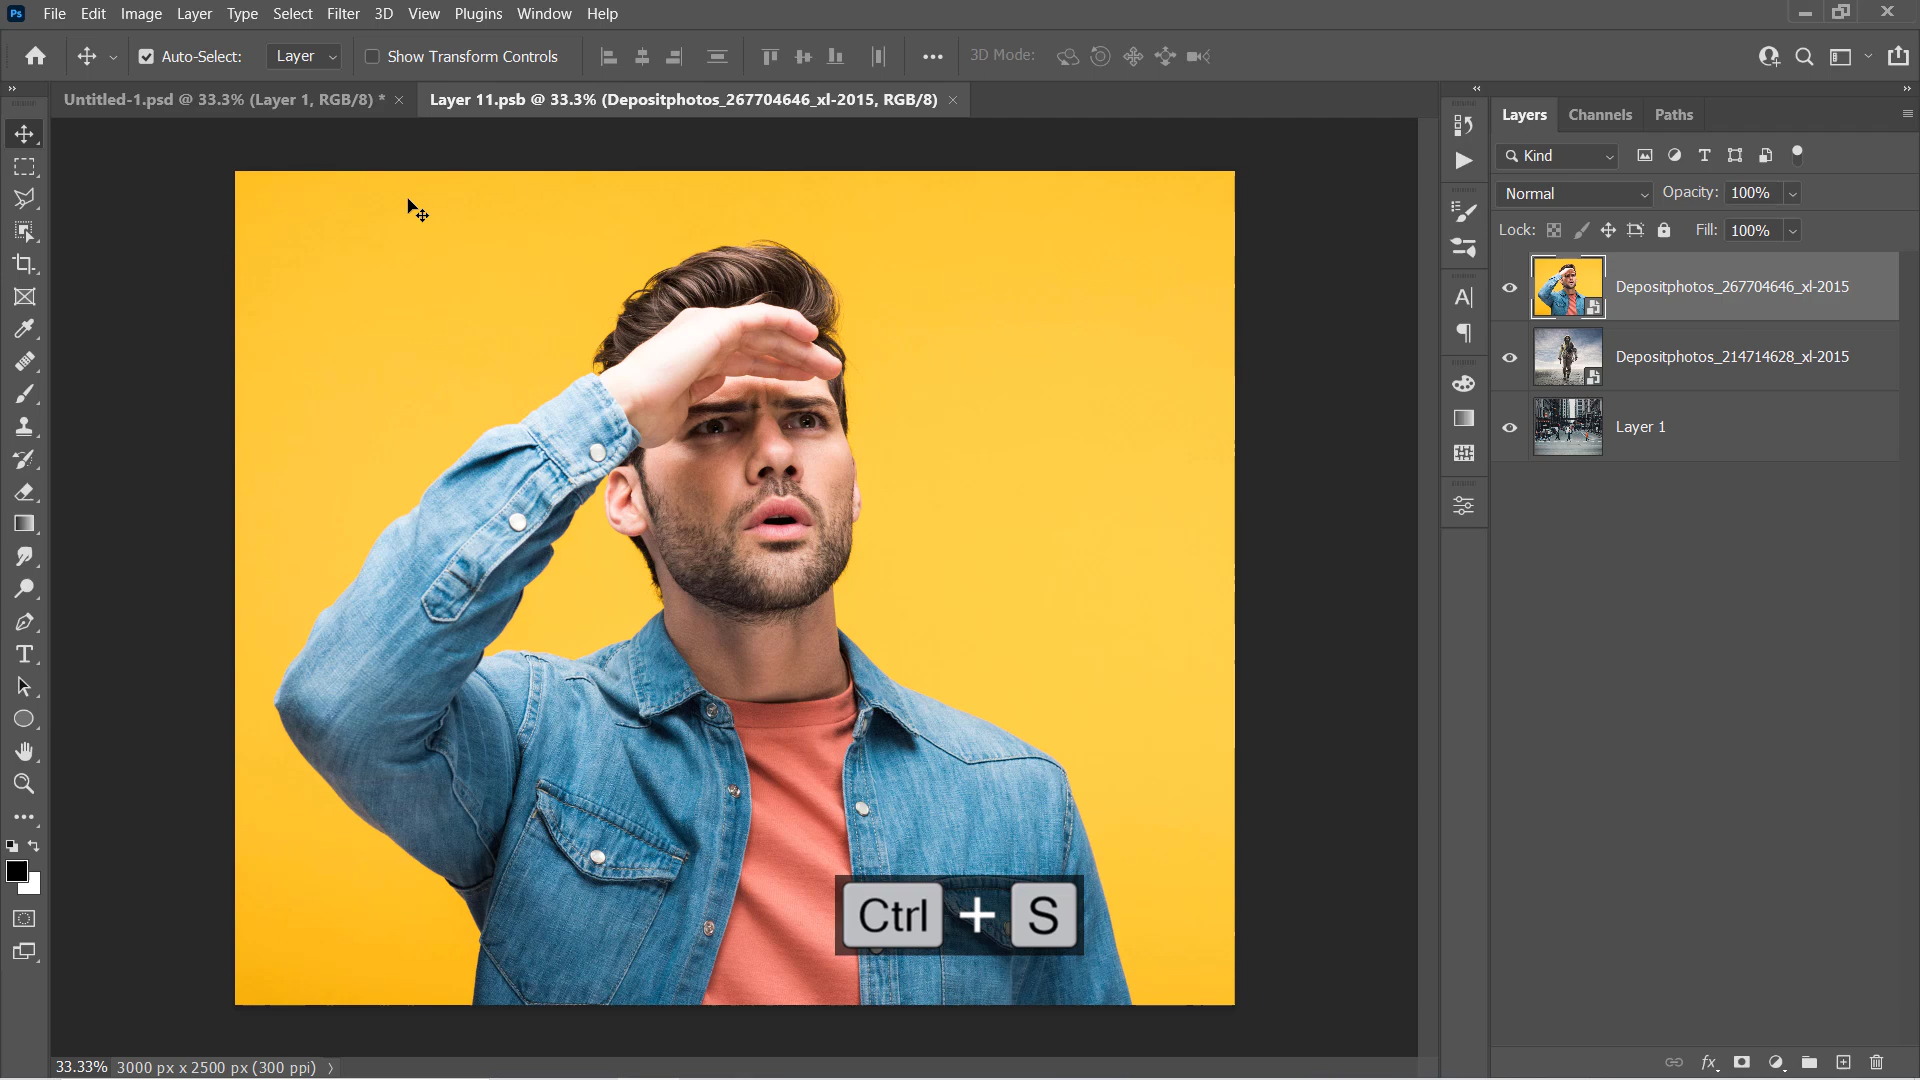 Ps File Edit Image Layer Type Select Filter 3D View Plugins Window Help
Auto-Select: Layer Show Transform Controls 3D Mode:
Untitled-1.psd @ 33.3% (Layer 1, RGB/8) * × Layer 11.psb @ 33.3% (Depositphotos_267704646_xl-2015, RGB/8) ×
Layers Channels Paths
Kind
Normal Opacity: 100%
Lock: Fill: 100%
Depositphotos_267704646_xl-2015
Depositphotos_214714628_xl-2015
Layer 1
Ctrl + S
33.33% 3000 px x 2500 px (300 ppi)